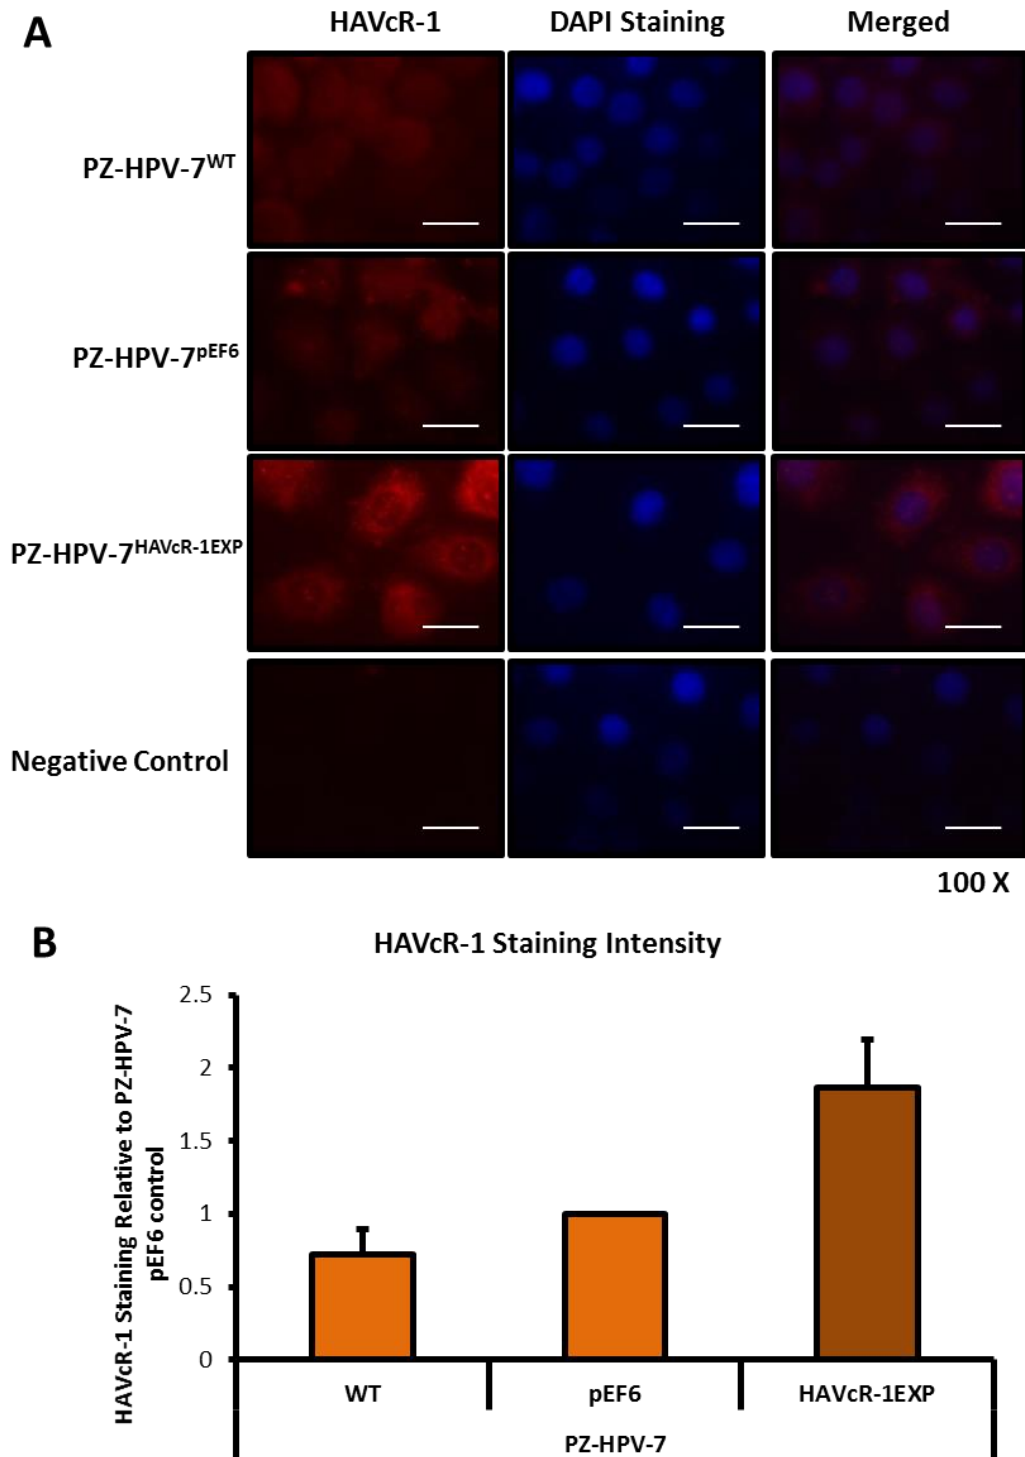 A
HAVcR-1 DAPI Staining Merged
PZ-HPV-7WT
PZ-HPV-7pEF6
PZ-HPV-7HAVcR-1EXP
Negative Control
100 X
B
HAVcR-1 Staining Intensity
HAVcR-1 Staining Relative to PZ-HPV-7
pEF6 control
2.5
2
1.5
1
0.5
0
WT pEF6 HAVcR-1EXP
PZ-HPV-7